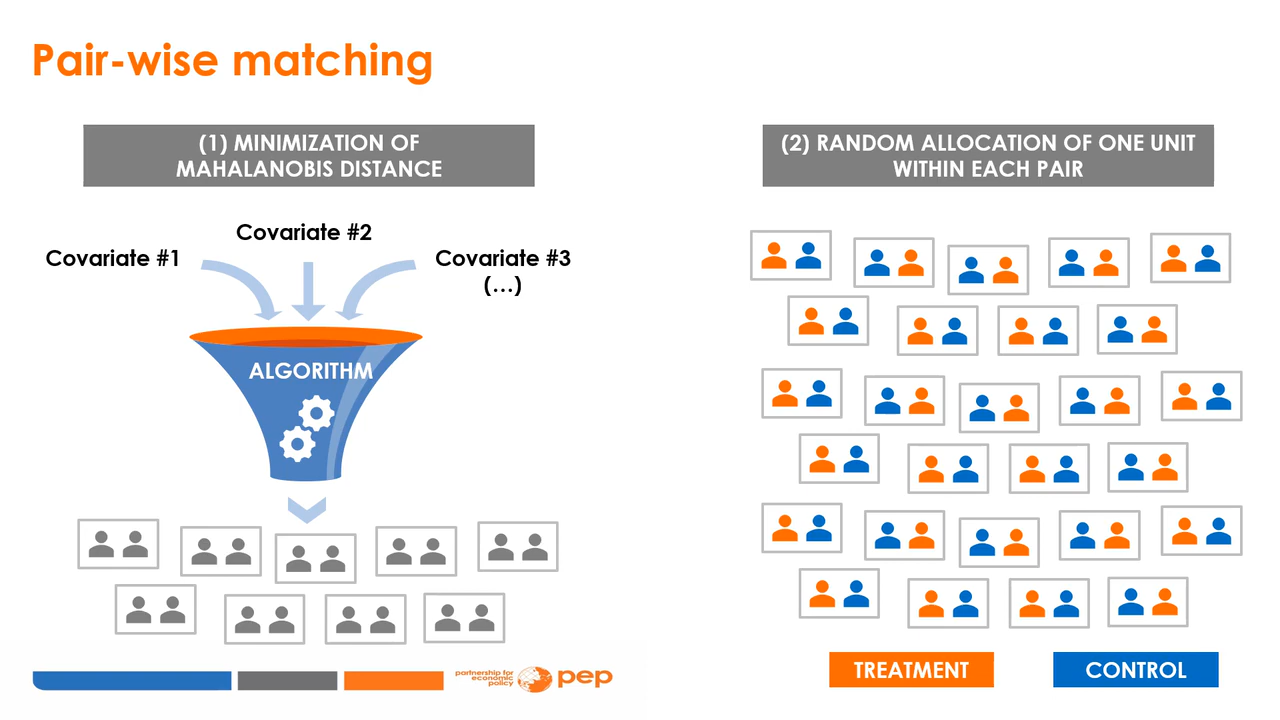 Pair-wise matching
(1) MINIMIZATION OF
MAHALANOBIS DISTANCE
Covariate #1
Covariate #2
Covariate #3
(...)
ALGORITHM
(2) RANDOM ALLOCATION OF ONE UNIT
WITHIN EACH PAIR
TREATMENT
CONTROL
partnership for
economic
policy
pep